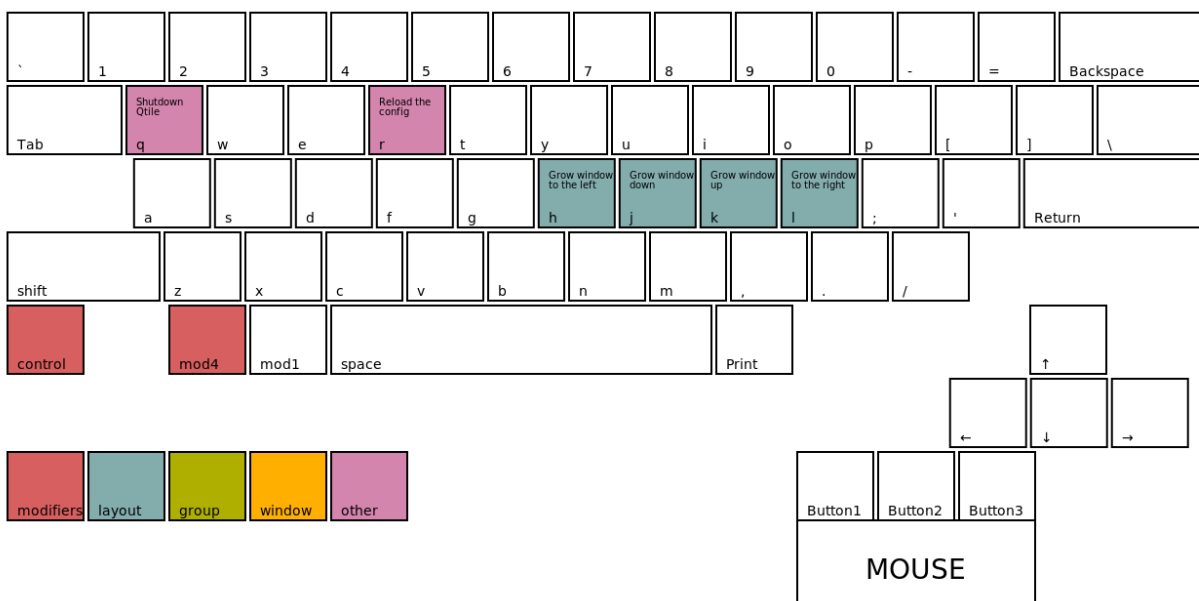 ` 1 2 3 4 5 6 7 8 9 0 - = Backspace
Shutdown
Qtile
Reload the
config
Tab q w e r t y u i o p [ ] \
Grow window
to the left
Grow window
down
Grow window
up
Grow window
to the right
a s d f g h j k l ; ' Return
shift z x c v b n m , . /
control mod4 mod1 space Print ↑
← ↓ →
modifiers layout group window other Button1 Button2 Button3
MOUSE